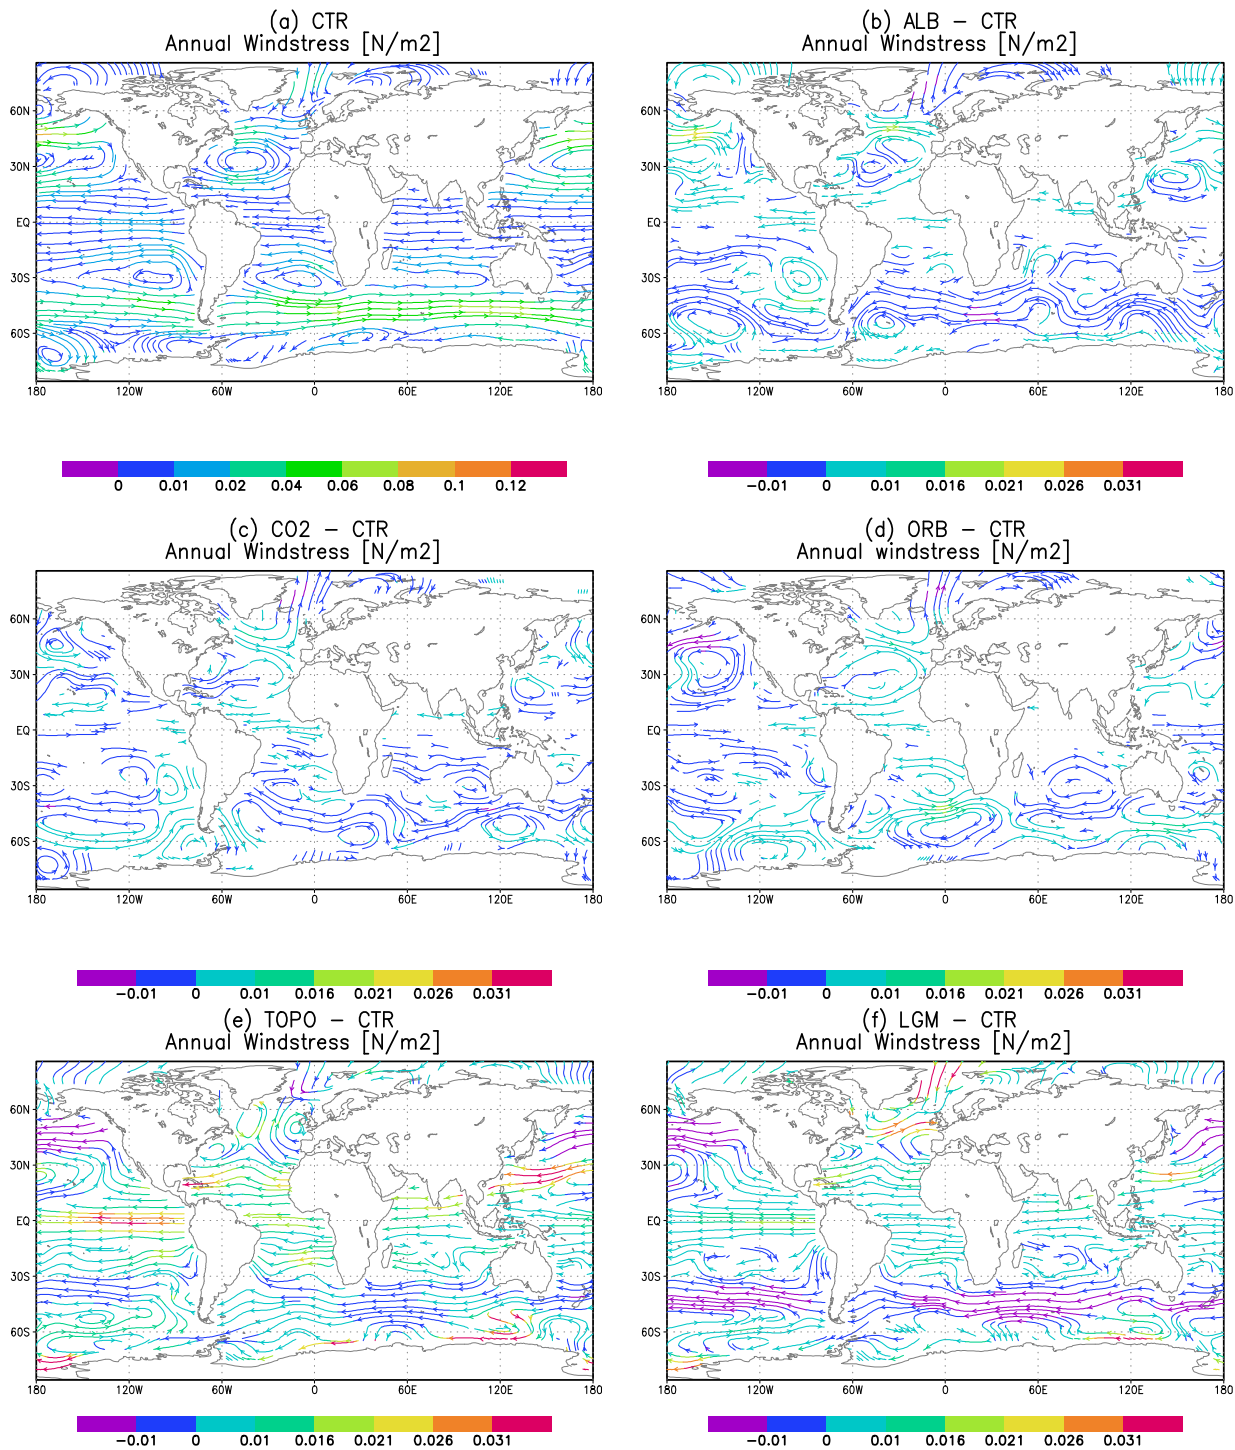 (a) CTR
Annual Windstress [N/m2]
60N
30N
EQ
30S
60S
180 120W 60W 0 60E 120E 180
0 0.01 0.02 0.04 0.06 0.08 0.1 0.12
(b) ALB − CTR
Annual Windstress [N/m2]
60N
30N
EQ
30S
60S
180 120W 60W 0 60E 120E 180
−0.01 0 0.01 0.016 0.021 0.026 0.031
(c) CO2 − CTR
Annual Windstress [N/m2]
60N
30N
EQ
30S
60S
180 120W 60W 0 60E 120E 180
−0.01 0 0.01 0.016 0.021 0.026 0.031
(d) ORB − CTR
Annual windstress [N/m2]
60N
30N
EQ
30S
60S
180 120W 60W 0 60E 120E 180
−0.01 0 0.01 0.016 0.021 0.026 0.031
(e) TOPO − CTR
Annual Windstress [N/m2]
60N
30N
EQ
30S
60S
180 120W 60W 0 60E 120E 180
−0.01 0 0.01 0.016 0.021 0.026 0.031
(f) LGM − CTR
Annual Windstress [N/m2]
60N
30N
EQ
30S
60S
180 120W 60W 0 60E 120E 180
−0.01 0 0.01 0.016 0.021 0.026 0.031